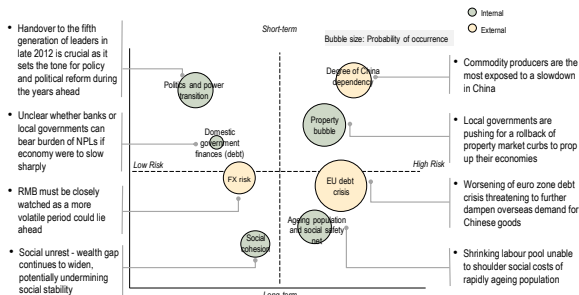 Internal
External
Short-term
Bubble size: Probability of occurrence
• Handover to the fifth
generation of leaders in
late 2012 is crucial as it
sets the tone for policy
and political reform during
the years ahead
• Unclear whether banks or
local governments can
bear burden of NPLs if
economy were to slow
sharply
• RMB must be closely
watched as a more
volatile period could lie
ahead
• Social unrest - wealth gap
continues to widen,
potentially undermining
social stability
Politics and power
transition
Degree of China
dependency
Property
bubble
Domestic
government
finances (debt)
Low Risk
High Risk
FX risk
EU debt
crisis
Ageing population
and social safety
net
Social
cohesion
Long-term
• Commodity producers are
the most exposed to a slowdown
in China
• Local governments are
pushing for a rollback of
property market curbs to prop
up their economies
• Worsening of euro zone debt
crisis threatening to further
dampen overseas demand for
Chinese goods
• Shrinking labour pool unable
to shoulder social costs of
rapidly ageing population